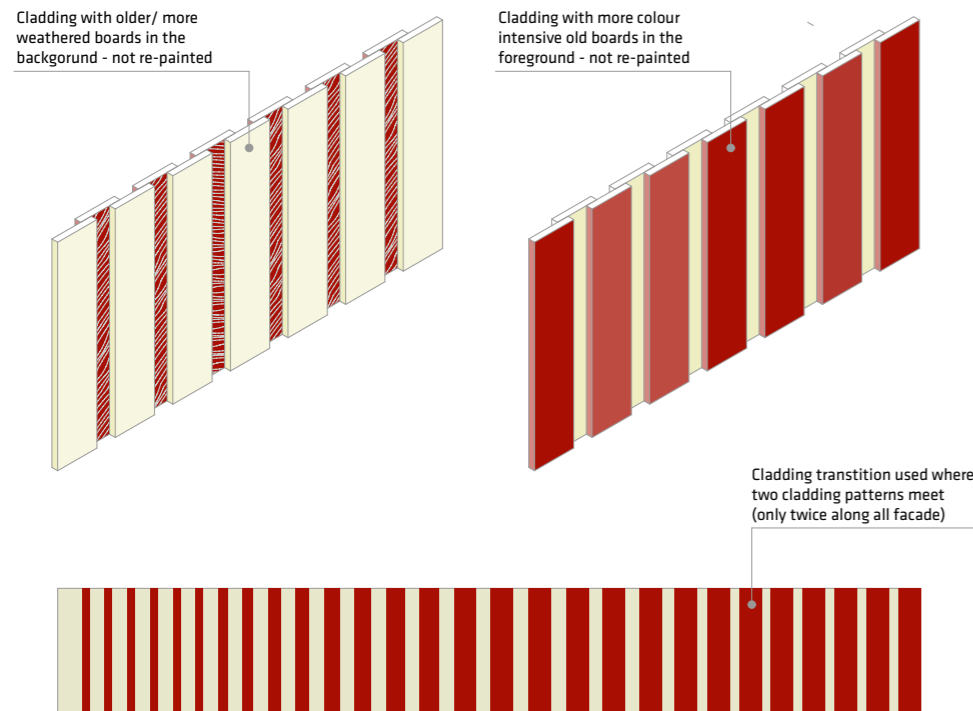 Cladding with older/ more
weathered boards in the
backgorund - not re-painted
Cladding with more colour
intensive old boards in the
foreground - not re-painted
Cladding transtition used where
two cladding patterns meet
(only twice along all facade)